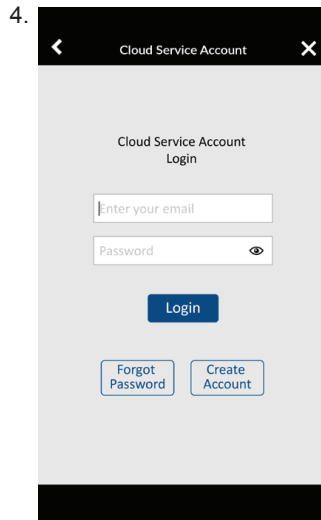 4.
Cloud Service Account
Cloud Service Account
Login
Enter your email
Password
Login
Forgot
Password
Create
Account